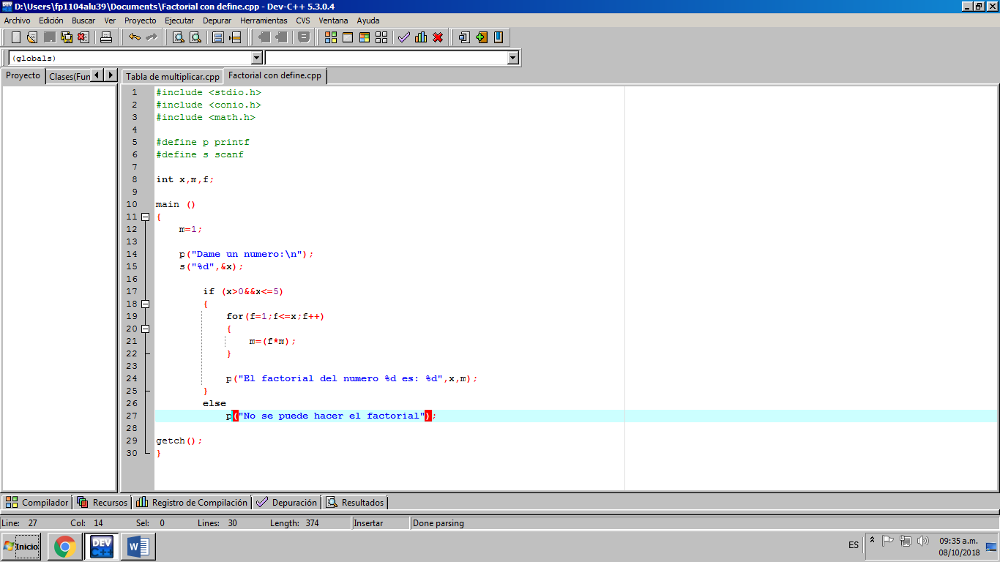 D:\Users\fp1104alu39\Documents\Factorial con define.cpp - Dev-C++ 5.3.0.4
Archivo Edición Buscar Ver Proyecto Ejecutar Depurar Herramientas CVS Ventana Ayuda
(globals)
Proyecto Clases(Fun Tabla de multiplicar.cpp Factorial con define.cpp
1 #include <stdio.h>
2 #include <conio.h>
3 #include <math.h>
4
5 #define p printf
6 #define s scanf
7
8 int x,m,f;
9
10 main ()
11 {
12 m=1;
13
14 p("Dame un numero:\n");
15 s("%d",&x);
16
17 if (x>0&&x<=5)
18 {
19 for(f=1;f<=x;f++)
20 {
21 m=(f*m);
22 }
23
24 p("El factorial del numero %d es: %d",x,m);
25 }
26 else
27 p("No se puede hacer el factorial");
28
29 getch();
30 }
Compilador Recursos Registro de Compilación Depuración Resultados
Line: 27 Col: 14 Sel: 0 Lines: 30 Length: 374 Insertar Done parsing
Inicio DEV C++ W ES 09:35 a.m.
08/10/2018